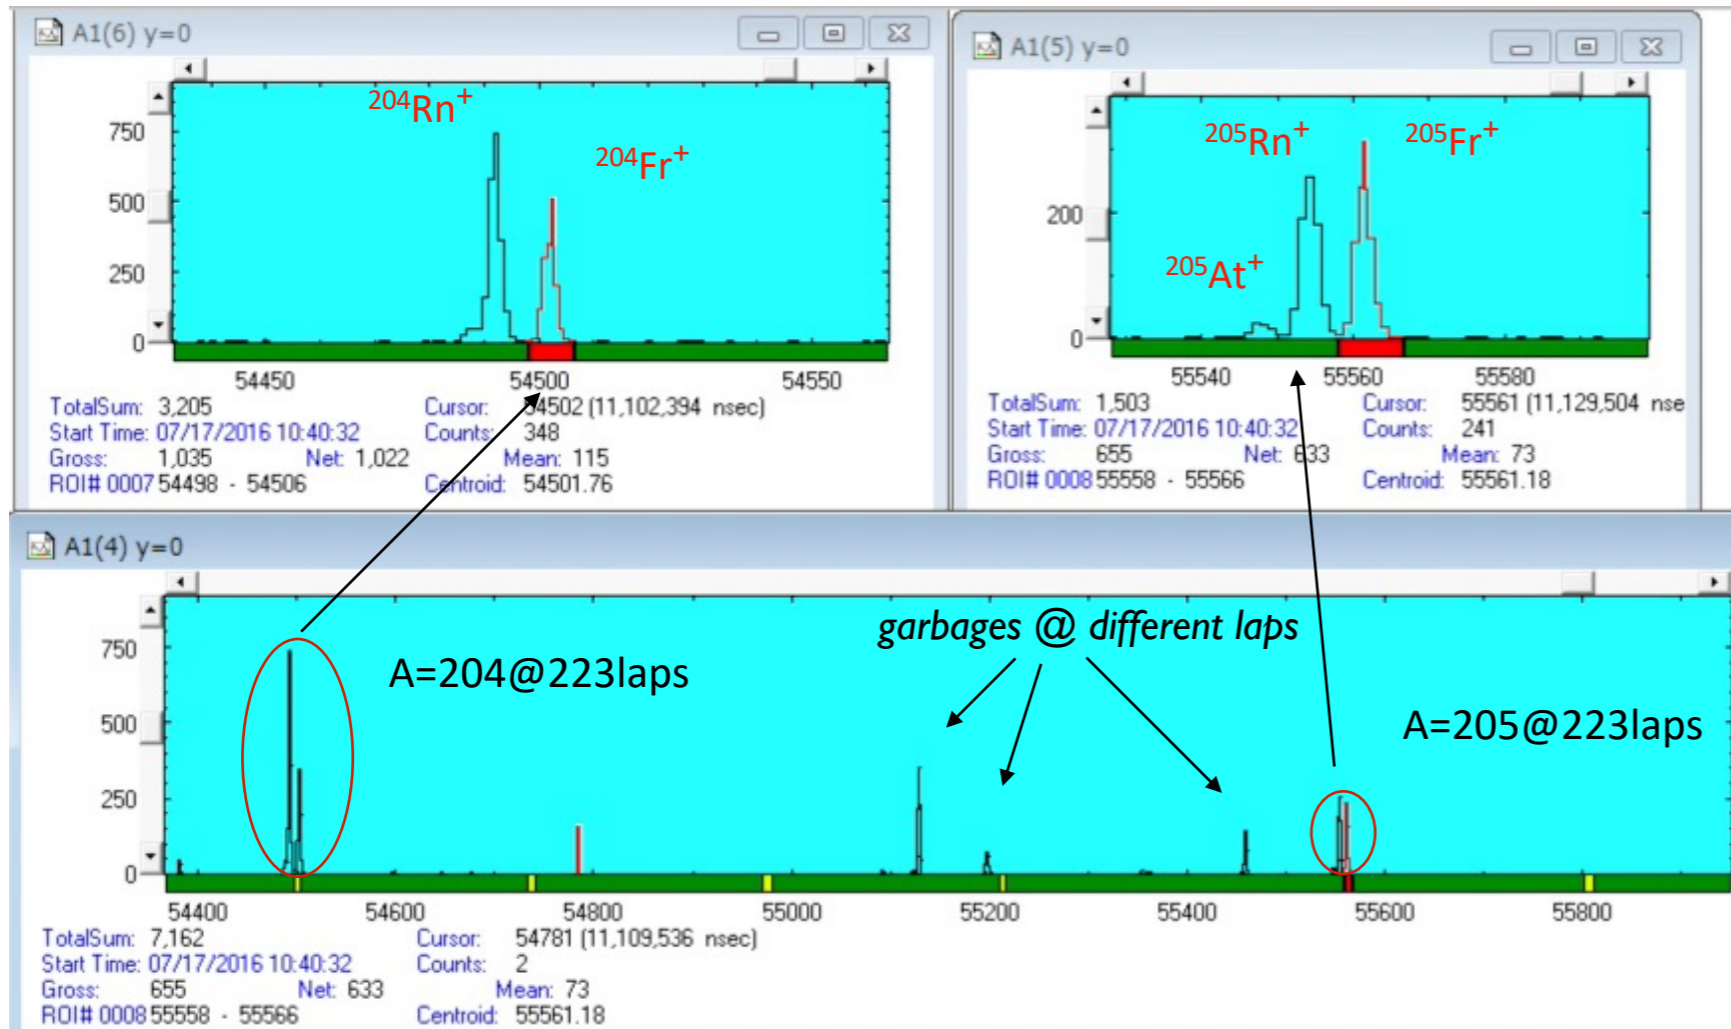 A1(6) y=0
²⁰⁴Rn⁺
²⁰⁴Fr⁺
750
500
250
0
54450 54500 54550
TotalSum: 3,205 Cursor: 54502 (11,102,394 nsec)
Start Time: 07/17/2016 10:40:32 Counts: 348
Gross: 1,035 Net: 1,022 Mean: 115
ROI# 0007 54498 - 54506 Centroid: 54501.76
A1(5) y=0
²⁰⁵Rn⁺ ²⁰⁵Fr⁺
200
²⁰⁵At⁺
0
55540 55560 55580
TotalSum: 1,503 Cursor: 55561 (11,129,504 nse
Start Time: 07/17/2016 10:40:32 Counts: 241
Gross: 655 Net: 633 Mean: 73
ROI# 0008 55558 - 55566 Centroid: 55561.18
A1(4) y=0
garbages @ different laps
750
A=204@223laps
500
A=205@223laps
250
0
54400 54600 54800 55000 55200 55400 55600 55800
TotalSum: 7,162 Cursor: 54781 (11,109,536 nsec)
Start Time: 07/17/2016 10:40:32 Counts: 2
Gross: 655 Net: 633 Mean: 73
ROI# 0008 55558 - 55566 Centroid: 55561.18